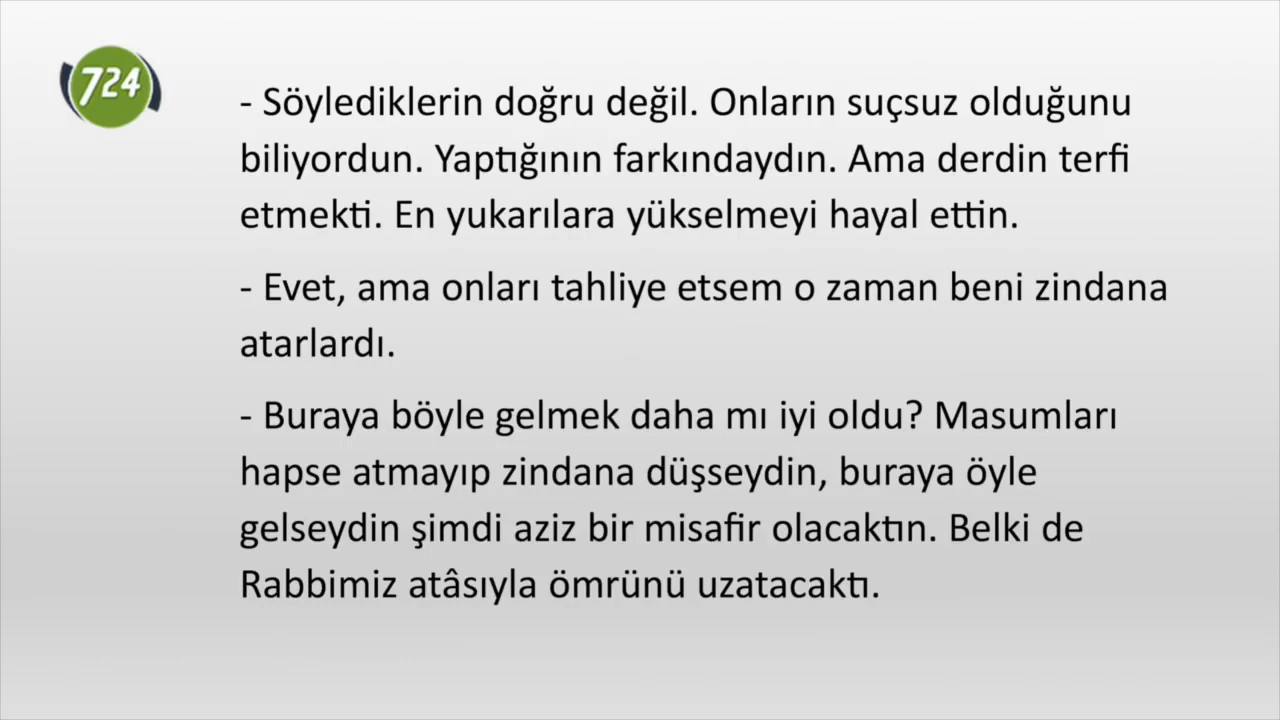 724
- Söylediklerin doğru değil. Onların suçsuz olduğunu
biliyordun. Yaptığının farkındaydın. Ama derdin terfi
etmekti. En yukarılara yükselmeyi hayal ettin.
- Evet, ama onları tahliye etsem o zaman beni zindana
atarlardı.
- Buraya böyle gelmek daha mı iyi oldu? Masumları
hapse atmayıp zindana düşseydin, buraya öyle
gelseydin şimdi aziz bir misafir olacaktın. Belki de
Rabbimiz atâsıyla ömrünü uzatacaktı.